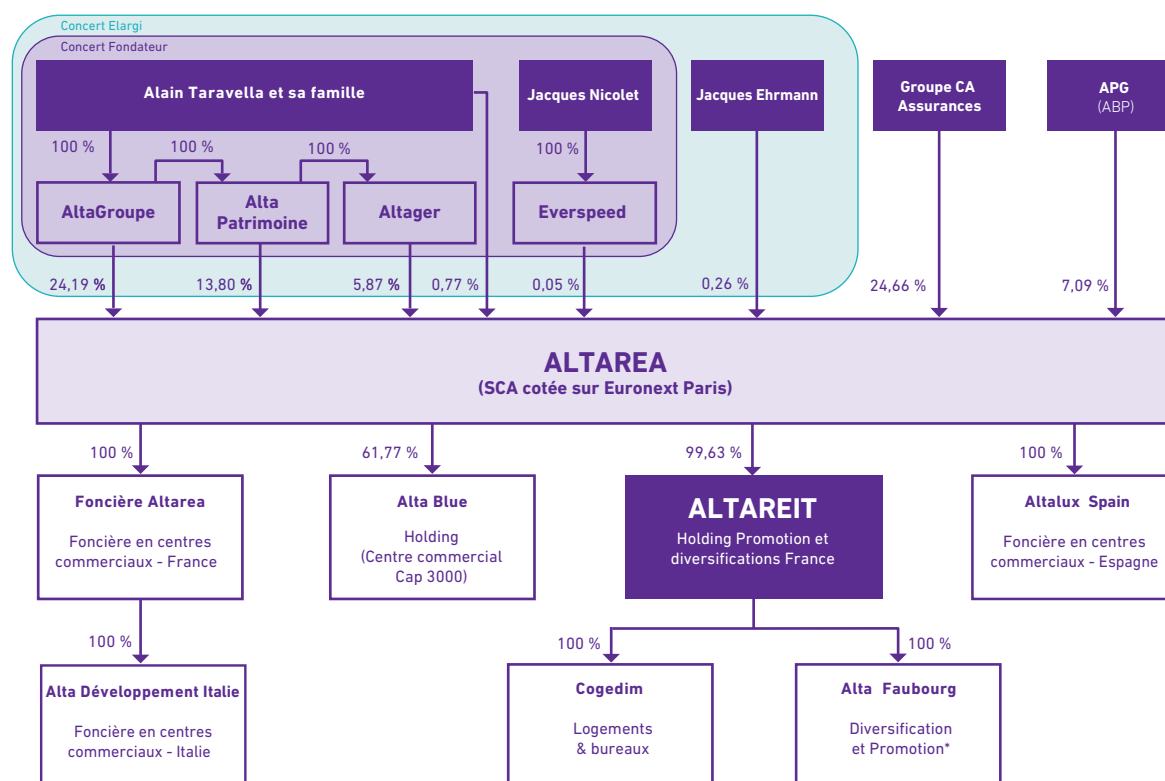 Concert Elargi
Concert Fondateur
Alain Taravella et sa famille
Jacques Nicolet
Jacques Ehrmann
Groupe CA
Assurances
APG
(ABP)
100 %
100 %
100 %
100 %
AltaGroupe
Alta
Patrimoine
Altager
Everspeed
24,19 %
13,80 %
5,87 %
0,77 %
0,05 %
0,26 %
24,66 %
7,09 %
ALTAREA
(SCA cotée sur Euronext Paris)
100 %
61,77 %
99,63 %
100 %
Foncière Altarea
Foncière en centres
commerciaux - France
Alta Blue
Holding
(Centre commercial
Cap 3000)
ALTAREIT
Holding Promotion et
diversifications France
Altalux Spain
Foncière en centres
commerciaux - Espagne
100 %
100 %
100 %
Alta Développement Italie
Foncière en centres
commerciaux - Italie
Cogedim
Logements
& bureaux
Alta Faubourg
Diversification
et Promotion*